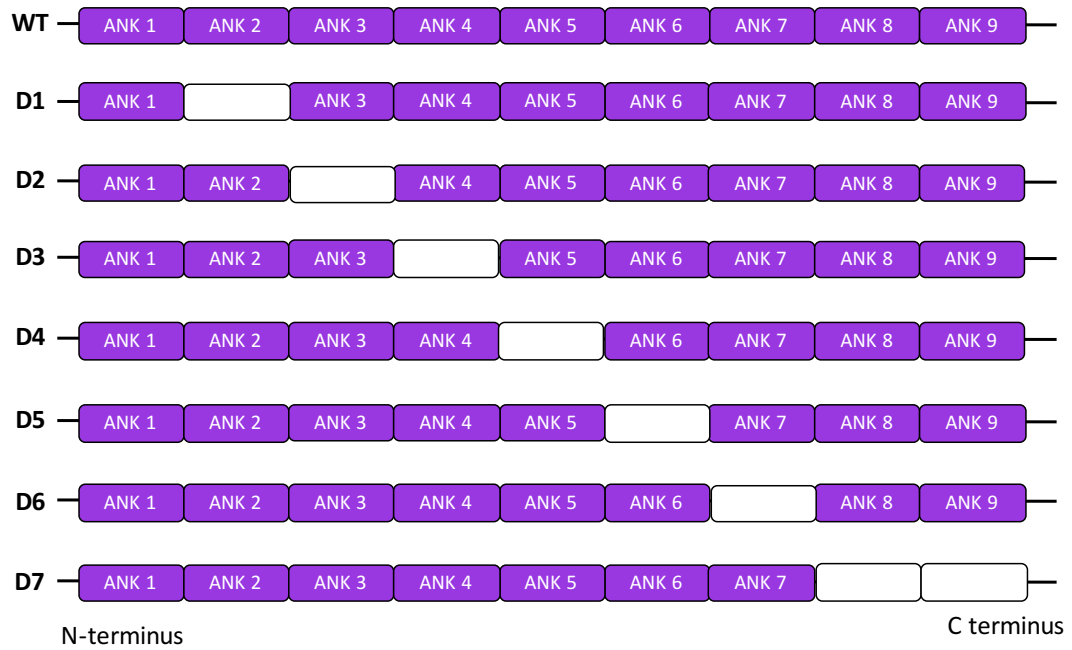 WT ANK 1 ANK 2 ANK 3 ANK 4 ANK 5 ANK 6 ANK 7 ANK 8 ANK 9
D1 ANK 1 ANK 3 ANK 4 ANK 5 ANK 6 ANK 7 ANK 8 ANK 9
D2 ANK 1 ANK 2 ANK 4 ANK 5 ANK 6 ANK 7 ANK 8 ANK 9
D3 ANK 1 ANK 2 ANK 3 ANK 5 ANK 6 ANK 7 ANK 8 ANK 9
D4 ANK 1 ANK 2 ANK 3 ANK 4 ANK 6 ANK 7 ANK 8 ANK 9
D5 ANK 1 ANK 2 ANK 3 ANK 4 ANK 5 ANK 7 ANK 8 ANK 9
D6 ANK 1 ANK 2 ANK 3 ANK 4 ANK 5 ANK 6 ANK 8 ANK 9
D7 ANK 1 ANK 2 ANK 3 ANK 4 ANK 5 ANK 6 ANK 7
N-terminus C terminus